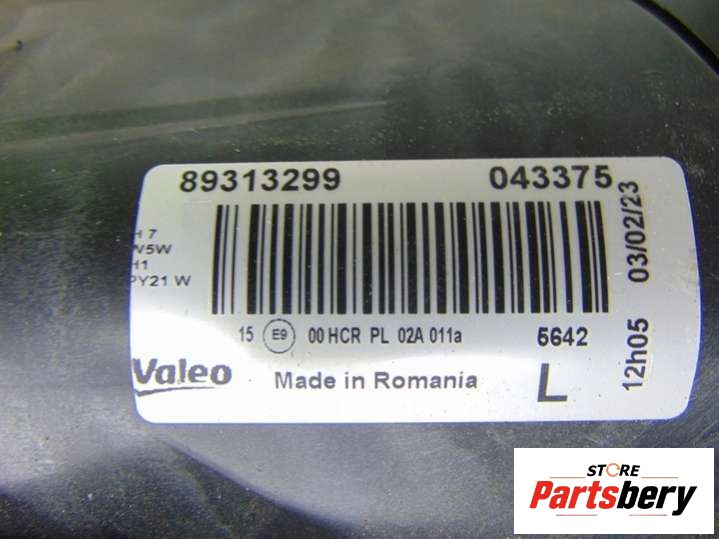 89313299 043375
H 7
W5W
H1
PY21 W
15 E9 00 HCR PL 02A 011a 5642
Valeo Made in Romania L
12h05 03/02/23
STORE
Partsbery